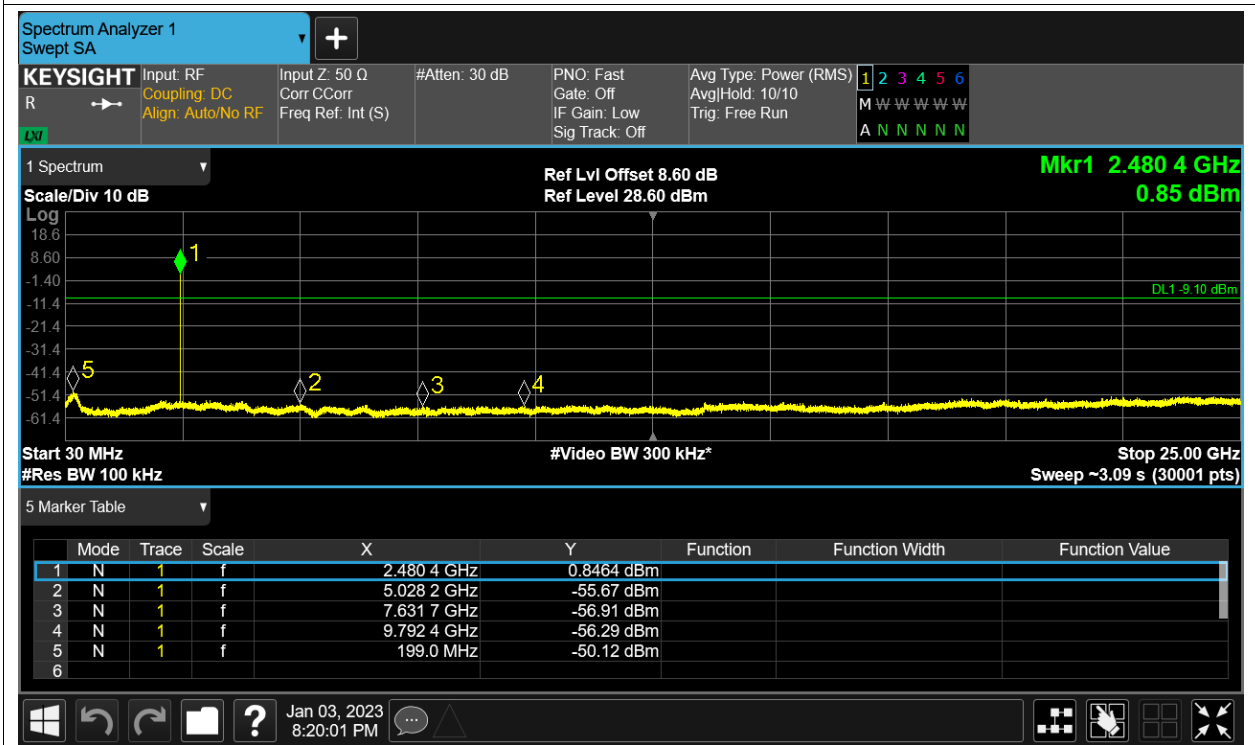 Spectrum Analyzer 1
Swept SA
+
KEYSIGHT Input: RF Input Z: 50 Ω #Atten: 30 dB PNO: Fast Avg Type: Power (RMS) 1 2 3 4 5 6
R Coupling: DC Corr CCorr Gate: Off Avg|Hold: 10/10 M W W W W W
Align: Auto/No RF Freq Ref: Int (S) IF Gain: Low Trig: Free Run
LXI Sig Track: Off A N N N N N
1 Spectrum Ref Lvl Offset 8.60 dB Mkr1 2.480 4 GHz
Scale/Div 10 dB Ref Level 28.60 dBm 0.85 dBm
Log
18.6
8.60 1
-1.40
DL1 -9.10 dBm
-11.4
-21.4
-31.4
-41.4 5
2 3 4
-51.4
-61.4
Start 30 MHz #Video BW 300 kHz* Stop 25.00 GHz
#Res BW 100 kHz Sweep ~3.09 s (30001 pts)
5 Marker Table
Mode Trace Scale X Y Function Function Width Function Value
1 N 1 f 2.480 4 GHz 0.8464 dBm
2 N 1 f 5.028 2 GHz -55.67 dBm
3 N 1 f 7.631 7 GHz -56.91 dBm
4 N 1 f 9.792 4 GHz -56.29 dBm
5 N 1 f 199.0 MHz -50.12 dBm
6
? Jan 03, 2023
8:20:01 PM